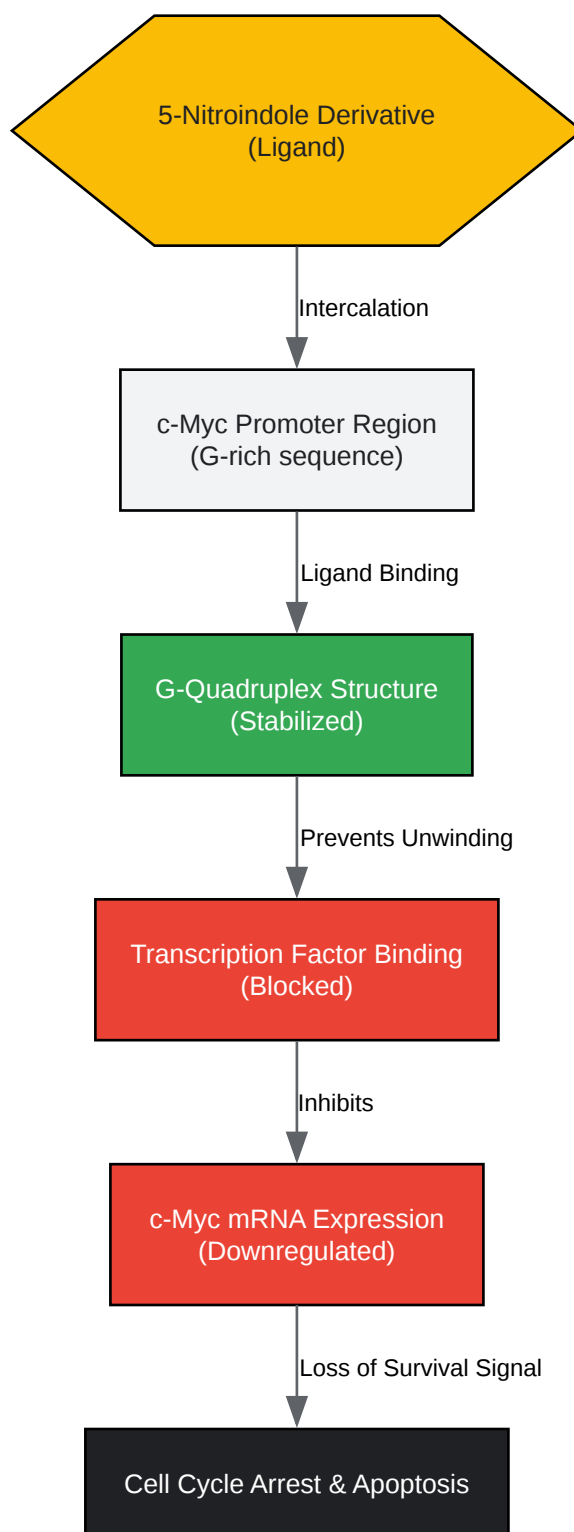 5-Nitroindole Derivative
(Ligand)
Intercalation
c-Myc Promoter Region
(G-rich sequence)
Ligand Binding
G-Quadruplex Structure
(Stabilized)
Prevents Unwinding
Transcription Factor Binding
(Blocked)
Inhibits
c-Myc mRNA Expression
(Downregulated)
Loss of Survival Signal
Cell Cycle Arrest & Apoptosis